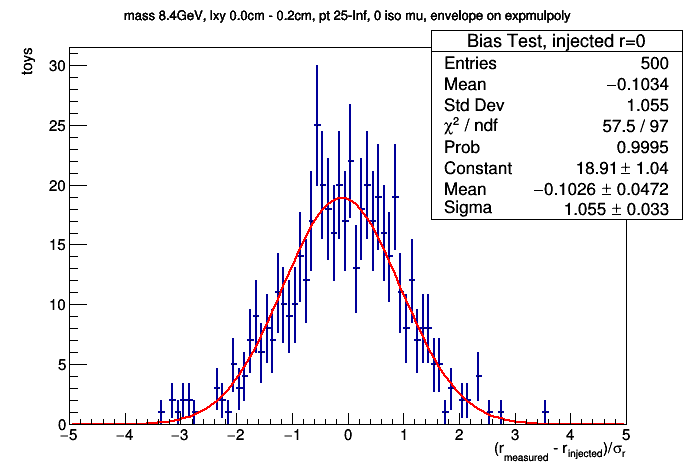 mass 8.4GeV, lxy 0.0cm - 0.2cm, pt 25-Inf, 0 iso mu, envelope on expmulpoly
Bias Test, injected r=0
Entries 500
Mean −0.1034
Std Dev 1.055
χ² / ndf 57.5 / 97
Prob 0.9995
Constant 18.91 ± 1.04
Mean −0.1026 ± 0.0472
Sigma 1.055 ± 0.033
toys
30
25
20
15
10
5
0
−5 −4 −3 −2 −1 0 1 2 3 4 5
(r_measured - r_injected)/σ_r